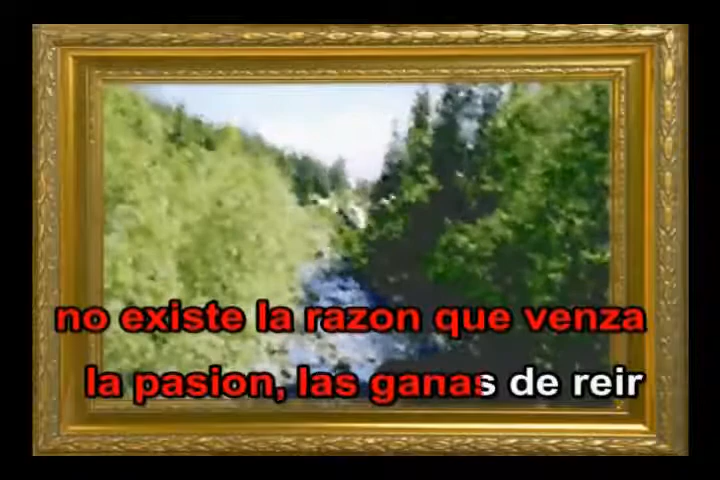 no existe la razon que venza
la pasion, las ganas de reir